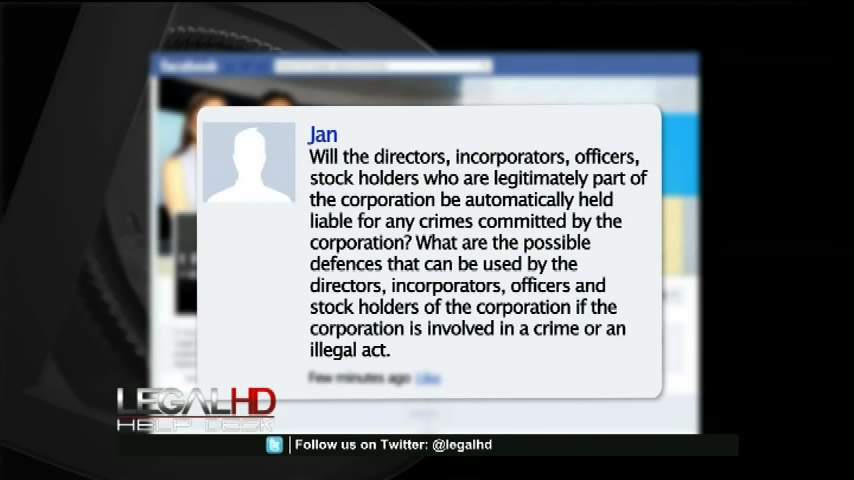 facebook
Jan
Will the directors, incorporators, officers,
stock holders who are legitimately part of
the corporation be automatically held
liable for any crimes committed by the
corporation? What are the possible
defences that can be used by the
directors, incorporators, officers and
stock holders of the corporation if the
corporation is involved in a crime or an
illegal act.
Few minutes ago Like
LEGALHD
HELP DESK
Follow us on Twitter: @legalhd